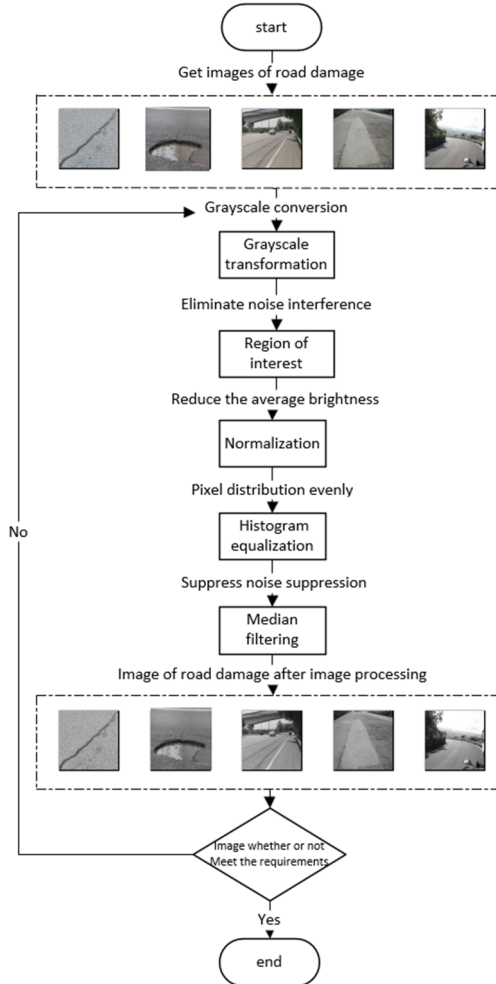 start
Get images of road damage
Grayscale conversion
Grayscale
transformation
Eliminate noise interference
Region of
interest
Reduce the average brightness
Normalization
Pixel distribution evenly
Histogram
equalization
No
Suppress noise suppression
Median
filtering
Image of road damage after image processing
Image whether or not
Meet the requirements
Yes
end